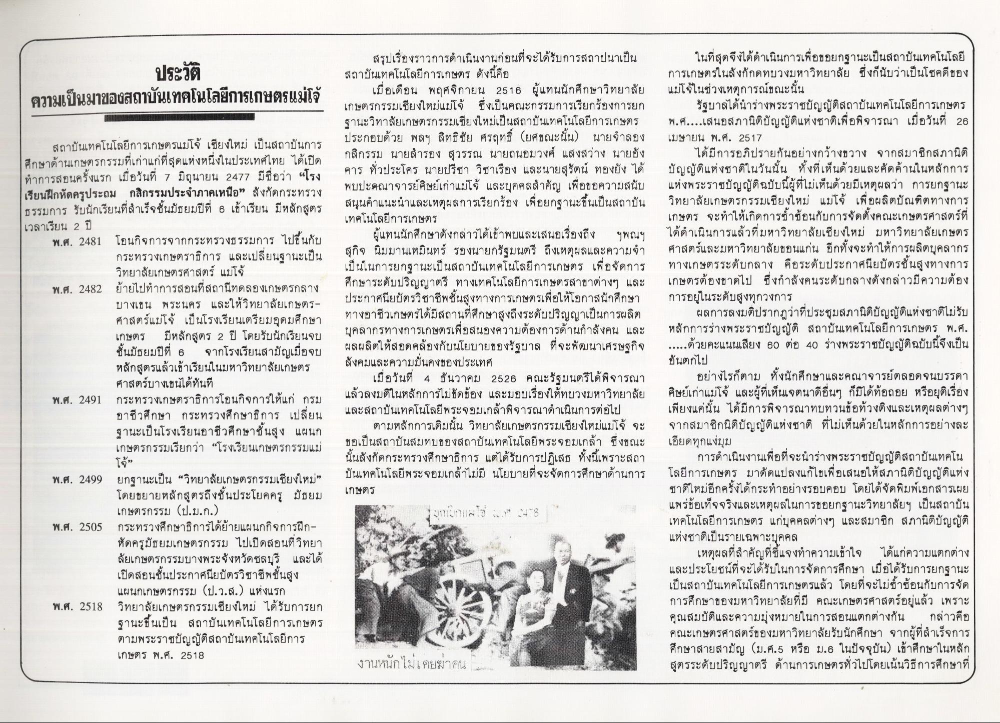 ประวัติ
ความเป็นมาของสถาบันเทคโนโลยีการเกษตรแม่โจ้
สถาบันเทคโนโลยีการเกษตรแม่โจ้ เชียงใหม่ เป็นสถาบันการ
ศึกษาด้านเกษตรกรรมที่เก่าแก่ที่สุดแห่งหนึ่งในประเทศไทย ได้เปิด
ทำการสอนครั้งแรก เมื่อวันที่ 7 มิถุนายน 2477 มีชื่อว่า “โรง
เรียนฝึกหัดครูประถม กสิกรรมประจำภาคเหนือ” สังกัดกระทรวง
ธรรมการ รับนักเรียนที่สำเร็จชั้นมัธยมปีที่ 6 เข้าเรียน มีหลักสูตร
เวลาเรียน 2 ปี
พ.ศ. 2481 โอนกิจการจากกระทรวงธรรมการ ไปขึ้นกับ
กระทรวงเกษตราธิการ และเปลี่ยนฐานะเป็น
วิทยาลัยเกษตรศาสตร์ แม่โจ้
พ.ศ. 2482 ย้ายไปทำการสอนที่สถานีทดลองเกษตรกลาง
บางเขน พระนคร และให้วิทยาลัยเกษตร-
ศาสตร์แม่โจ้ เป็นโรงเรียนเตรียมอุดมศึกษา
เกษตร มีหลักสูตร 2 ปี โดยรับนักเรียนจบ
ชั้นมัธยมปีที่ 6 จากโรงเรียนสามัญเมื่อจบ
หลักสูตรแล้วเข้าเรียนในมหาวิทยาลัยเกษตร
ศาสตร์บางเขนได้ทันที
พ.ศ. 2491 กระทรวงเกษตราธิการโอนกิจการให้แก่ กรม
อาชีวศึกษา กระทรวงศึกษาธิการ เปลี่ยน
ฐานะเป็นโรงเรียนอาชีวศึกษาชั้นสูง แผนก
เกษตรกรรมเรียกว่า “โรงเรียนเกษตรกรรมแม่
โจ้”
พ.ศ. 2499 ยกฐานะเป็น “วิทยาลัยเกษตรกรรมเชียงใหม่”
โดยขยายหลักสูตรถึงชั้นประโยคครู มัธยม
เกษตรกรรม (ป.ม.ก.)
พ.ศ. 2505 กระทรวงศึกษาธิการได้ย้ายแผนกกิจการฝึก-
หัดครูมัธยมเกษตรกรรม ไปเปิดสอนที่วิทยา
ลัยเกษตรกรรมบางพระจังหวัดชลบุรี และได้
เปิดสอนชั้นประกาศนียบัตรวิชาชีพชั้นสูง
แผนกเกษตรกรรม (ป.ว.ส.) แห่งแรก
พ.ศ. 2518 วิทยาลัยเกษตรกรรมเชียงใหม่ ได้รับการยก
ฐานะขึ้นเป็น สถาบันเทคโนโลยีการเกษตร
ตามพระราชบัญญัติสถาบันเทคโนโลยีการ
เกษตร พ.ศ. 2518
สรุปเรื่องราวการดำเนินงานก่อนที่จะได้รับการสถาปนาเป็น
สถาบันเทคโนโลยีการเกษตร ดังนี้คือ
เมื่อเดือน พฤศจิกายน 2516 ผู้แทนนักศึกษาวิทยาลัย
เกษตรกรรมเชียงใหม่แม่โจ้ ซึ่งเป็นคณะกรรมการเรียกร้องการยก
ฐานะวิทาลัยเกษตรกรรมเชียงใหม่เป็นสถาบันเทคโนโลยีการเกษตร
ประกอบด้วย พลฯ สิทธิชัย ศรฤทธิ์ (ยศขณะนั้น) นายจำลอง
กสิกรรม นายสำรอง สุวรรณ นายถนอมวงศ์ แสงสว่าง นายอัง
คาร ทั่วประโคร นายปรีชา วิชาเรือง และนายสุรัตน์ ทองยัง ได้
พบปะคณาจารย์ศิษย์เก่าแม่โจ้ และบุคคลสำคัญ เพื่อขอความสนับ
สนุนคำแนะนำและเหตุผลการเรียกร้อง เพื่อยกฐานะขึ้นเป็นสถาบัน
เทคโนโลยีการเกษตร
ผู้แทนนักศึกษาดังกล่าวได้เข้าพบและเสนอเรื่องถึง ฯพณฯ
สุกิจ นิมมานเหมินทร์ รองนายกรัฐมนตรี ถึงเหตุผลและความจำ
เป็นในการยกฐานะเป็นสถาบันเทคโนโลยีการเกษตร เพื่อจัดการ
ศึกษาระดับปริญญาตรี ทางเทคโนโลยีการเกษตรสาขาต่างๆ และ
ประกาศนียบัตรวิชาชีพชั้นสูงทางการเกษตรเพื่อให้โอกาสนักศึกษา
ทางอาชีวเกษตรได้มีสถานที่ศึกษาสูงถึงระดับปริญญาเป็นการผลิต
บุคลากรทางการเกษตรเพื่อสนองความต้องการด้านกำลังคน และ
ผลผลิตให้สอดคล้องกับนโยบายของรัฐบาล ที่จะพัฒนาเศรษฐกิจ
สังคมและความมั่นคงของประเทศ
เมื่อวันที่ 4 ธันวาคม 2526 คณะรัฐมนตรีได้พิจารณา
แล้วลงมติในหลักการไม่ขัดข้อง และมอบเรื่องให้ทบวงมหาวิทยาลัย
และสถาบันเทคโนโลยีพระจอมเกล้าพิจารณาดำเนินการต่อไป
ตามหลักการเดิมนั้น วิทยาลัยเกษตรกรรมเชียงใหม่แม่โจ้ จะ
ขอเป็นสถาบันสมทบของสถาบันเทคโนโลยีพระจอมเกล้า ซึ่งขณะ
นั้นสังกัดกระทรวงศึกษาธิการ แต่ได้รับการปฏิเสธ ทั้งนี้เพราะสถา
บันเทคโนโลยีพระจอมเกล้าไม่มี นโยบายที่จะจัดการศึกษาด้านการ
เกษตร
บุกเบิกแม่โจ้ พ.ศ 2478
งานหนักไม่เคยฆ่าคน
ในที่สุดจึงได้ดำเนินการเพื่อขอยกฐานะเป็นสถาบันเทคโนโลยี
การเกษตรในสังกักดทบวงมหาวิทยาลัย ซึ่งก็นับว่าเป็นโชคดีของ
แม่โจ้ในช่วงเหตุการณ์ขณะนั้น
รัฐบาลได้นำร่างพระราชบัญญัติสถาบันเทคโนโลยีการเกษตร
พ.ศ....เสนอสภานิติบัญญัติแห่งชาติเพื่อพิจารณา เมื่อวันที่ 26
เมษายน พ.ศ. 2517
ได้มีการอภิปรายกันอย่างกว้างขวาง จากสมาชิกสภานิติ
บัญญัติแห่งชาติในวันนั้น ทั้งที่เห็นด้วยและคัดค้านในหลักการ
แห่งพระราชบัญญัติฉบับนี้ผู้ที่ไม่เห็นด้วยมีเหตุผลว่า การยกฐานะ
วิทยาลัยเกษตรกรรมเชียงใหม่ แม่โจ้ เพื่อผลิตบัณฑิตทางการ
เกษตร จะทำให้เกิดการซ้ำซ้อนกับการจัดตั้งคณะเกษตรศาสตร์ที่
ได้ดำเนินการแล้วที่มหาวิทยาลัยเชียงใหม่ มหาวิทยาลัยเกษตร
ศาสตร์และมหาวิทยาลัยขอนแก่น อีกทั้งจะทำให้การผลิตบุคลากร
ทางเกษตรระดับกลาง คือระดับประกาศนียบัตรชั้นสูงทางการ
เกษตรต้องขาดไป ซึ่งกำลังคนระดับกลางดังกล่าวมีความต้อง
การอยู่ในระดับสูงทุกวงการ
ผลการลงมติปรากฏว่าที่ประชุมสภานิติบัญญัติแห่งชาติไม่รับ
หลักการร่างพระราชบัญญัติ สถาบันเทคโนโลยีการเกษตร พ.ศ.
.....ด้วยคะแนนเสียง 60 ต่อ 40 ร่างพระราชบัญญัติฉบับนี้จึงเป็น
อันตกไป
อย่างไรก็ตาม ทั้งนักศึกษาและคณาจารย์ตลอดจนบรรดา
ศิษย์เก่าแม่โจ้ และผู้ที่เห็นเจตนาดีอื่นๆ ก็มิได้ท้อถอย หรือยุติเรื่อง
เพียงแค่นั้น ได้มีการพิจารณาทบทวนข้อท้วงติงและเหตุผลต่างๆ
จากสมาชิกนิติบัญญัติแห่งชาติ ที่ไม่เห็นด้วยในหลักการอย่างละ
เอียดทุกแง่มุม
การดำเนินงานเพื่อที่จะนำร่างพระราชบัญญัติสถาบันเทคโน
โลยีการเกษตร มาดัดแปลงแก้ไขเพื่อเสนอให้สภานิติบัญญัติแห่ง
ชาติใหม่อีกครั้งได้กระทำอย่างรอบคอบ โดยได้จัดพิมพ์เอกสารเผย
แพร่ข้อเท็จจริงและเหตุผลในการขอยกฐานะวิทยาลัยฯ เป็นสถาบัน
เทคโนโลยีการเกษตร แก่บุคคลต่างๆ และสมาชิก สภานิติบัญญัติ
แห่งชาติเป็นรายเฉพาะบุคคล
เหตุผลที่สำคัญที่ชี้แจงทำความเข้าใจ ได้แก่ความแตกต่าง
และประโยชน์ที่จะได้รับในการจัดการศึกษา เมื่อได้รับการยกฐานะ
เป็นสถาบันเทคโนโลยีการเกษตรแล้ว โดยที่จะไม่ซ้ำซ้อนกับการจัด
การศึกษาของมหาวิทยาลัยที่มี คณะเกษตรศาสตร์อยู่แล้ว เพราะ
คุณสมบัติและความมุ่งหมายในการสอนแตกต่างกัน กล่าวคือ
คณะเกษตรศาสตร์ของมหาวิทยาลัยรับนักศึกษา จากผู้ที่สำเร็จการ
ศึกษาสายสามัญ (ม.ศ.5 หรือ ม.6 ในปัจจุบัน) เข้าศึกษาในหลัก
สูตรระดับปริญญาตรี ด้านการเกษตรทั่วไปโดยเน้นวิธีการศึกษาที่